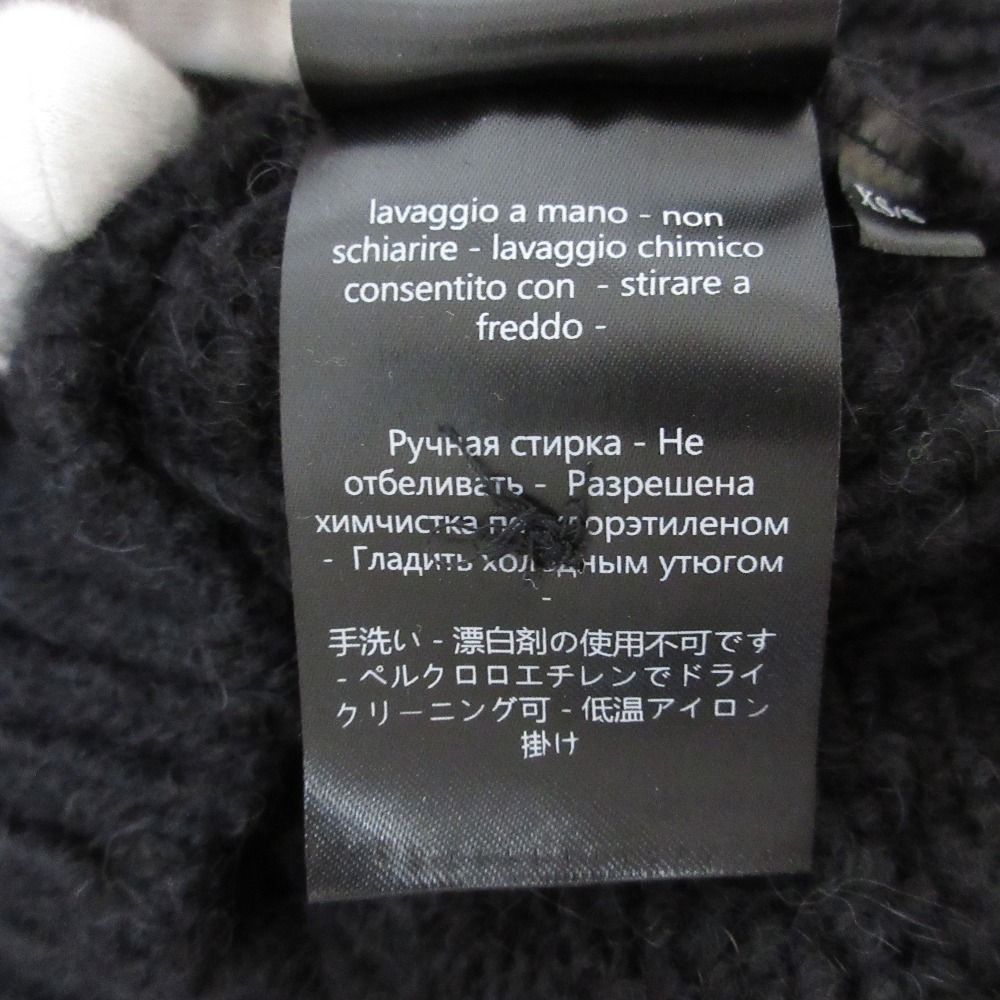 lavaggio a mano - non
schiarire - lavaggio chimico
consentito con - stirare a
freddo -
XS/S
Ручная стирка - Не
отбеливать - Разрешена
химчистка
- Гладить холодным утюгом
-
手洗い - 漂白剤の使用不可です
- ペルクロロエチレンでドライ
クリーニング可 - 低温アイロン
掛け